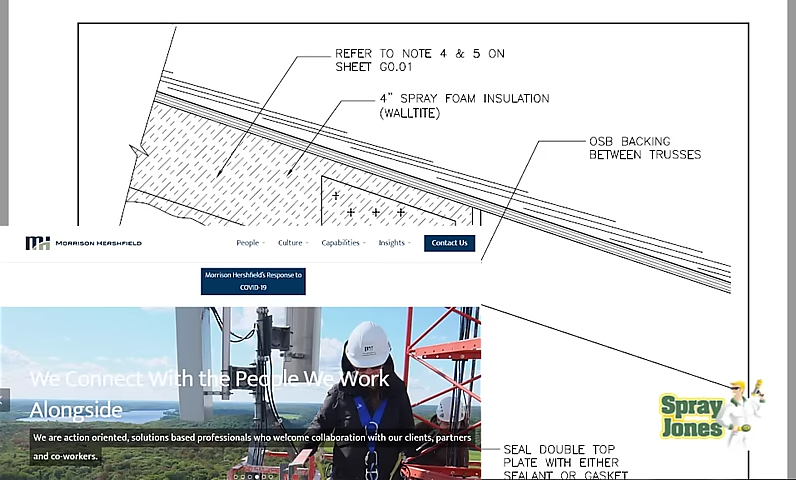 REFER TO NOTE 4 & 5 ON
SHEET G0.01
4" SPRAY FOAM INSULATION
(WALLTITE)
OSB BACKING
BETWEEN TRUSSES
MH MORRISON HERSHFIELD
People
Culture
Capabilities
Insights
Contact Us
Morrison Hershfield's Response to
COVID-19
We Connect With the People We Work
Alongside
We are action oriented, solutions based professionals who welcome collaboration with our clients, partners
and co-workers.
Spray
Jones
SEAL DOUBLE TOP
PLATE WITH EITHER
SEALANT OR GASKET